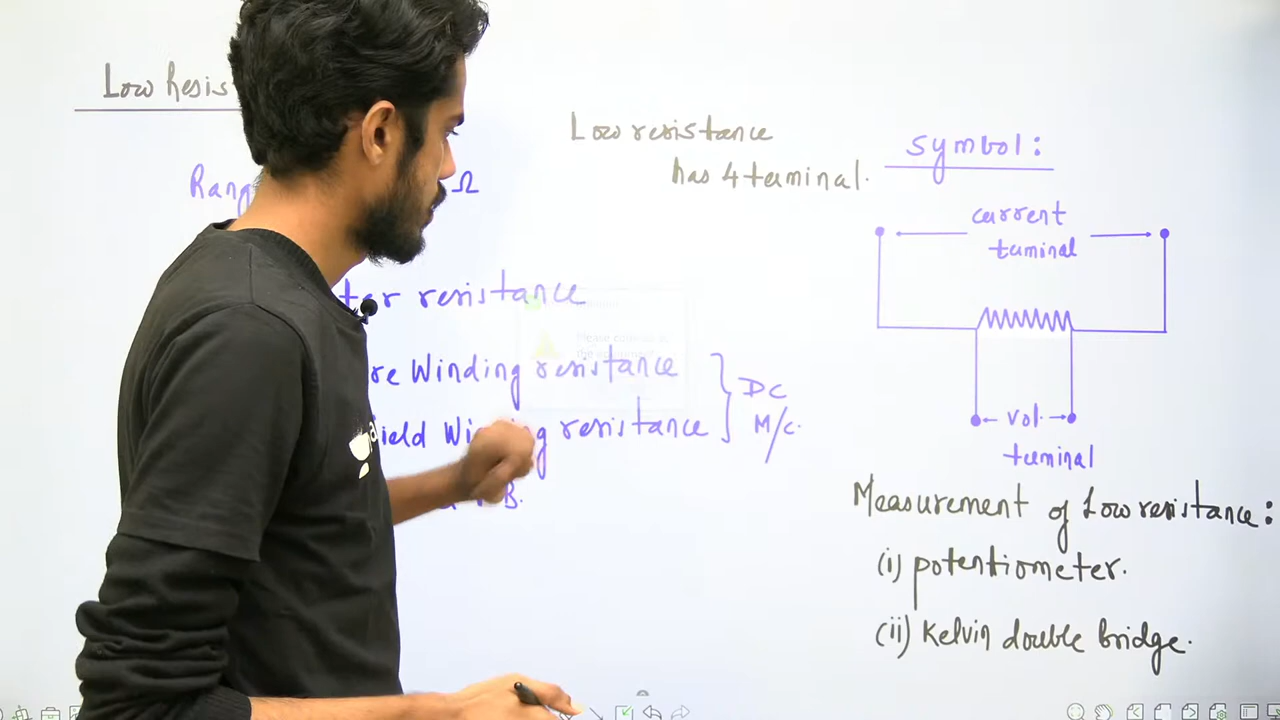 Low Resis
Rang Ω
ter resistance
re Winding resistance
ield Winding resistance
B.
DC
M/C.
Low resistance
has 4 terminal.
symbol:
current
terminal
vol.
terminal
Measurement of Low resistance:
(i) potentiometer.
(ii) Kelvin double bridge.